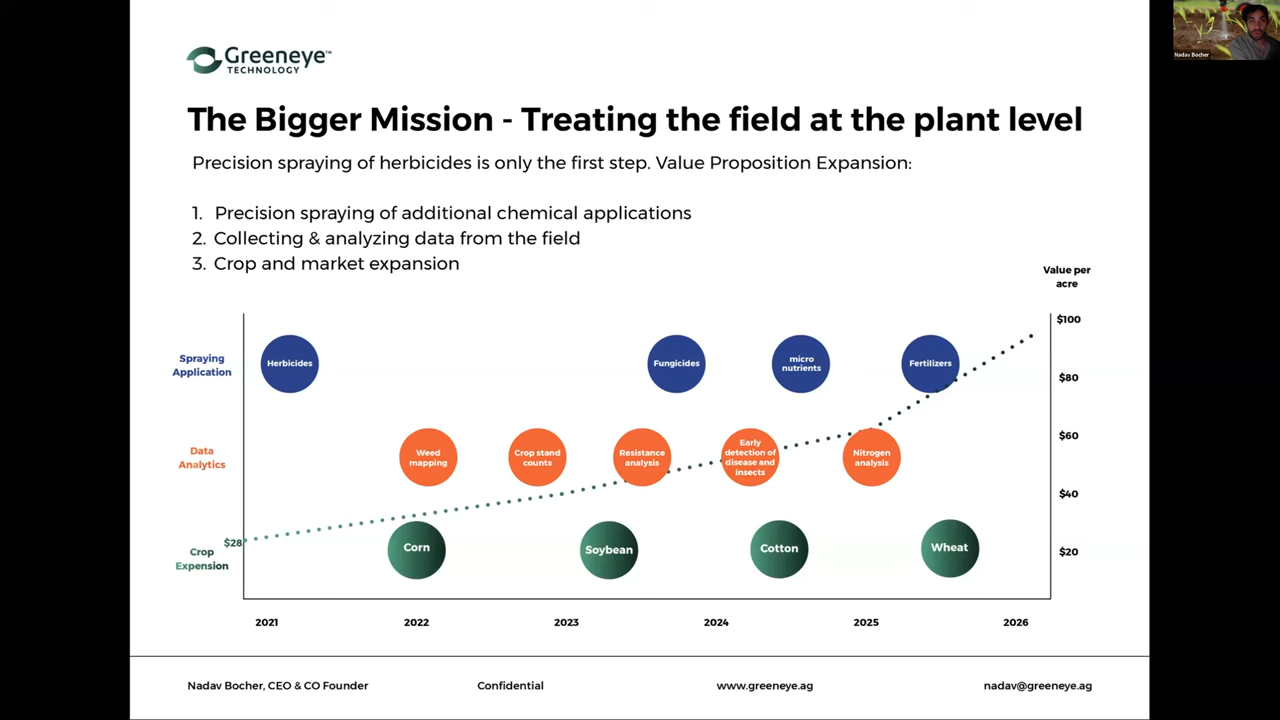 Greeneye™
TECHNOLOGY
Nadav Bocher
The Bigger Mission - Treating the field at the plant level
Precision spraying of herbicides is only the first step. Value Proposition Expansion:
1. Precision spraying of additional chemical applications
2. Collecting & analyzing data from the field
3. Crop and market expansion
Value per
acre
$100
Spraying
Application
Herbicides
Fungicides
micro
nutrients
Fertilizers
$80
$60
Data
Analytics
Weed
mapping
Crop stand
counts
Resistance
analysis
Early
detection of
disease and
insects
Nitrogen
analysis
$40
$28
Crop
Expension
Corn
Soybean
Cotton
Wheat
$20
2021 2022 2023 2024 2025 2026
Nadav Bocher, CEO & CO Founder Confidential www.greeneye.ag nadav@greeneye.ag